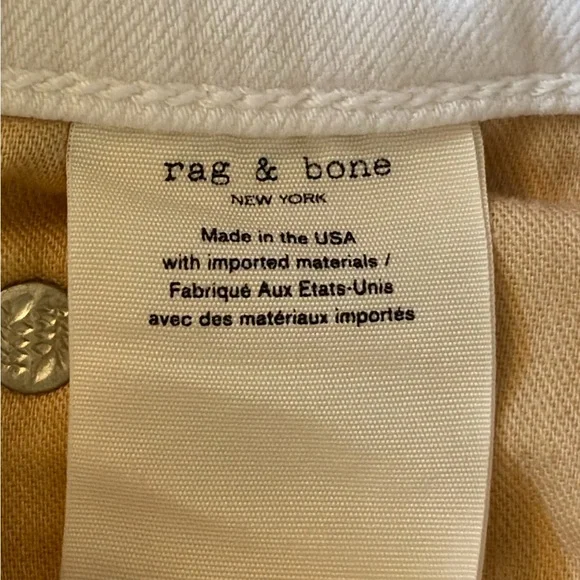 rag & bone
NEW YORK
Made in the USA
with imported materials /
Fabriqué Aux Etats-Unis
avec des matériaux importés